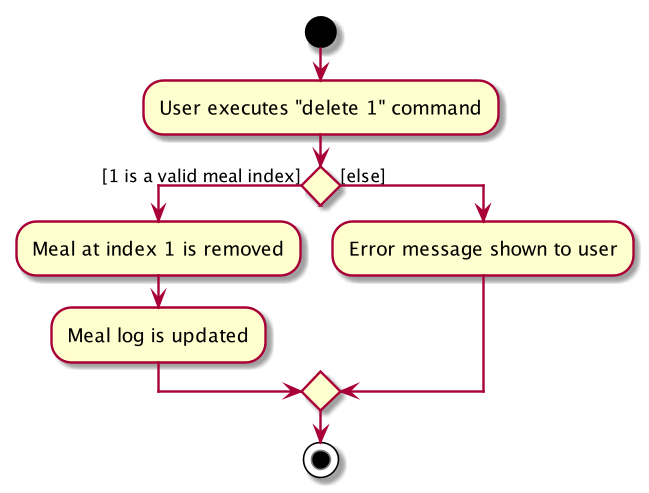 User executes "delete 1" command
[1 is a valid meal index]
[else]
Meal at index 1 is removed
Error message shown to user
Meal log is updated